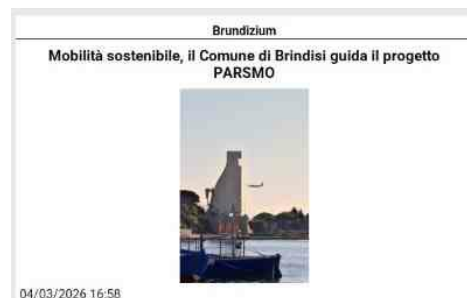 Brundizium
Mobilità sostenibile, il Comune di Brindisi guida il progetto
PARSMO
04/03/2026 16:58